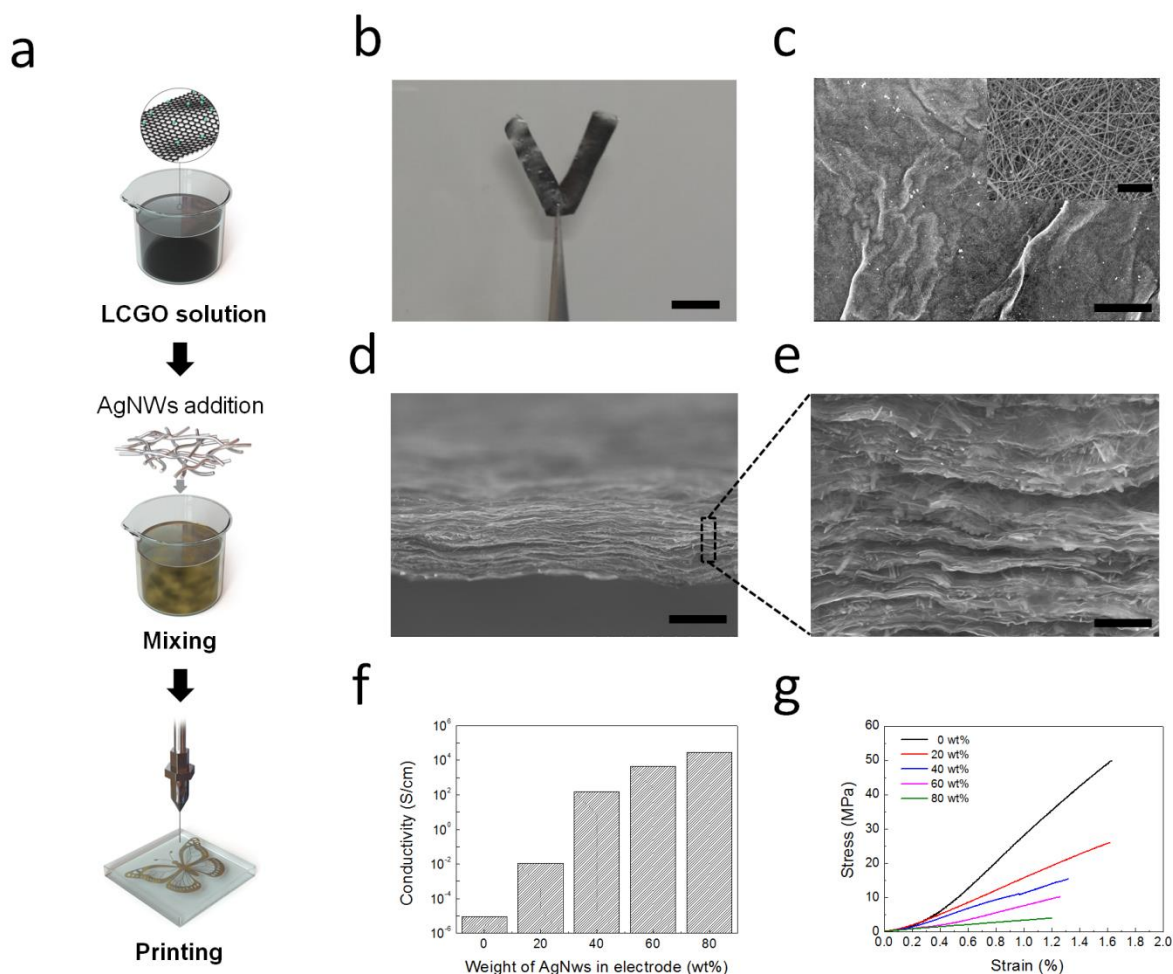 a
LCGO solution
AgNWs addition
Mixing
Printing
b
c
d
e
f
10^6
10^4
10^2
10^0
10^-2
10^-4
10^-6
Conductivity (S/cm)
0 20 40 60 80
Weight of AgNws in electrode (wt%)
g
60
50
40
30
20
10
0
Stress (MPa)
0 wt%
20 wt%
40 wt%
60 wt%
80 wt%
0.0 0.2 0.4 0.6 0.8 1.0 1.2 1.4 1.6 1.8 2.0
Strain (%)